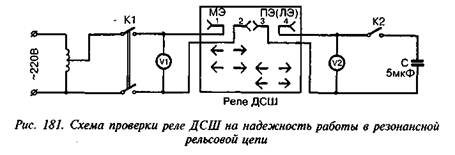 К1
МЭ
ПЭ(ЛЭ)
К2
1
2
3
4
~220В
V1
V2
С
5мкФ
Реле ДСШ
Рис. 181. Схема проверки реле ДСШ на надежность работы в резонансной
рельсовой цепи